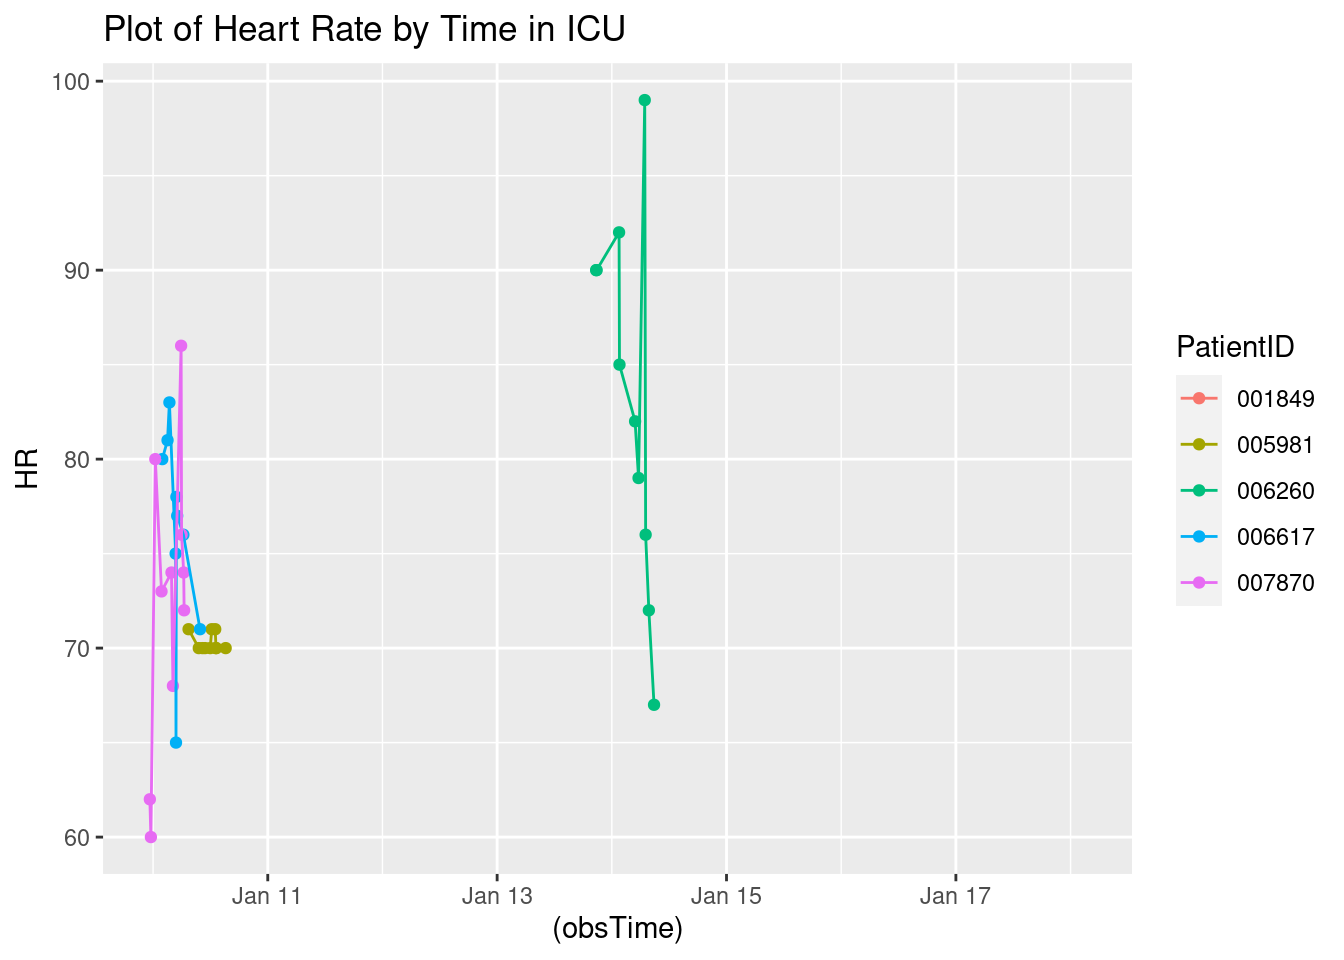 Plot of Heart Rate by Time in ICU
100
90
80
70
60
HR
Jan 11
Jan 13
Jan 15
Jan 17
(obsTime)
PatientID
001849
005981
006260
006617
007870